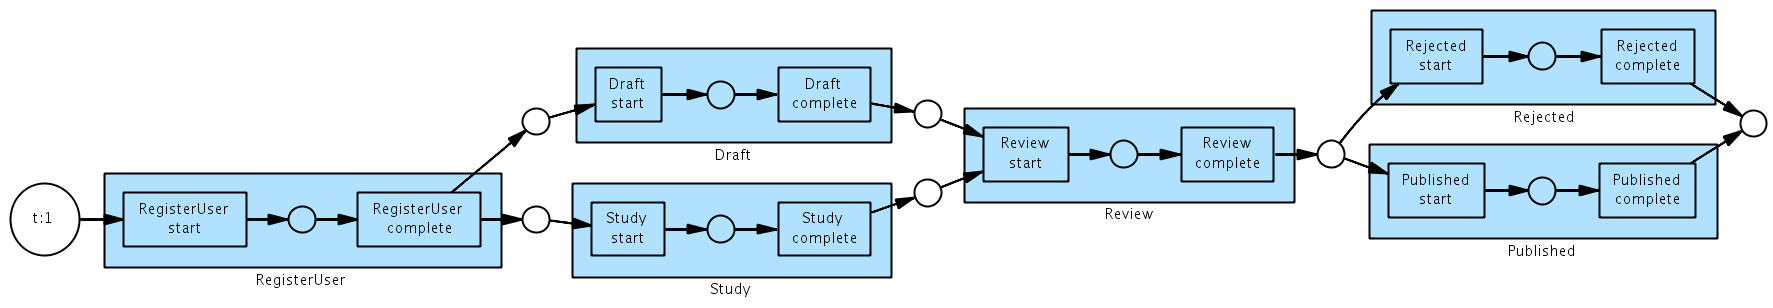 t:1
RegisterUser
start
RegisterUser
complete
RegisterUser
Draft
start
Draft
complete
Draft
Study
start
Study
complete
Study
Review
start
Review
complete
Review
Rejected
start
Rejected
complete
Rejected
Published
start
Published
complete
Published